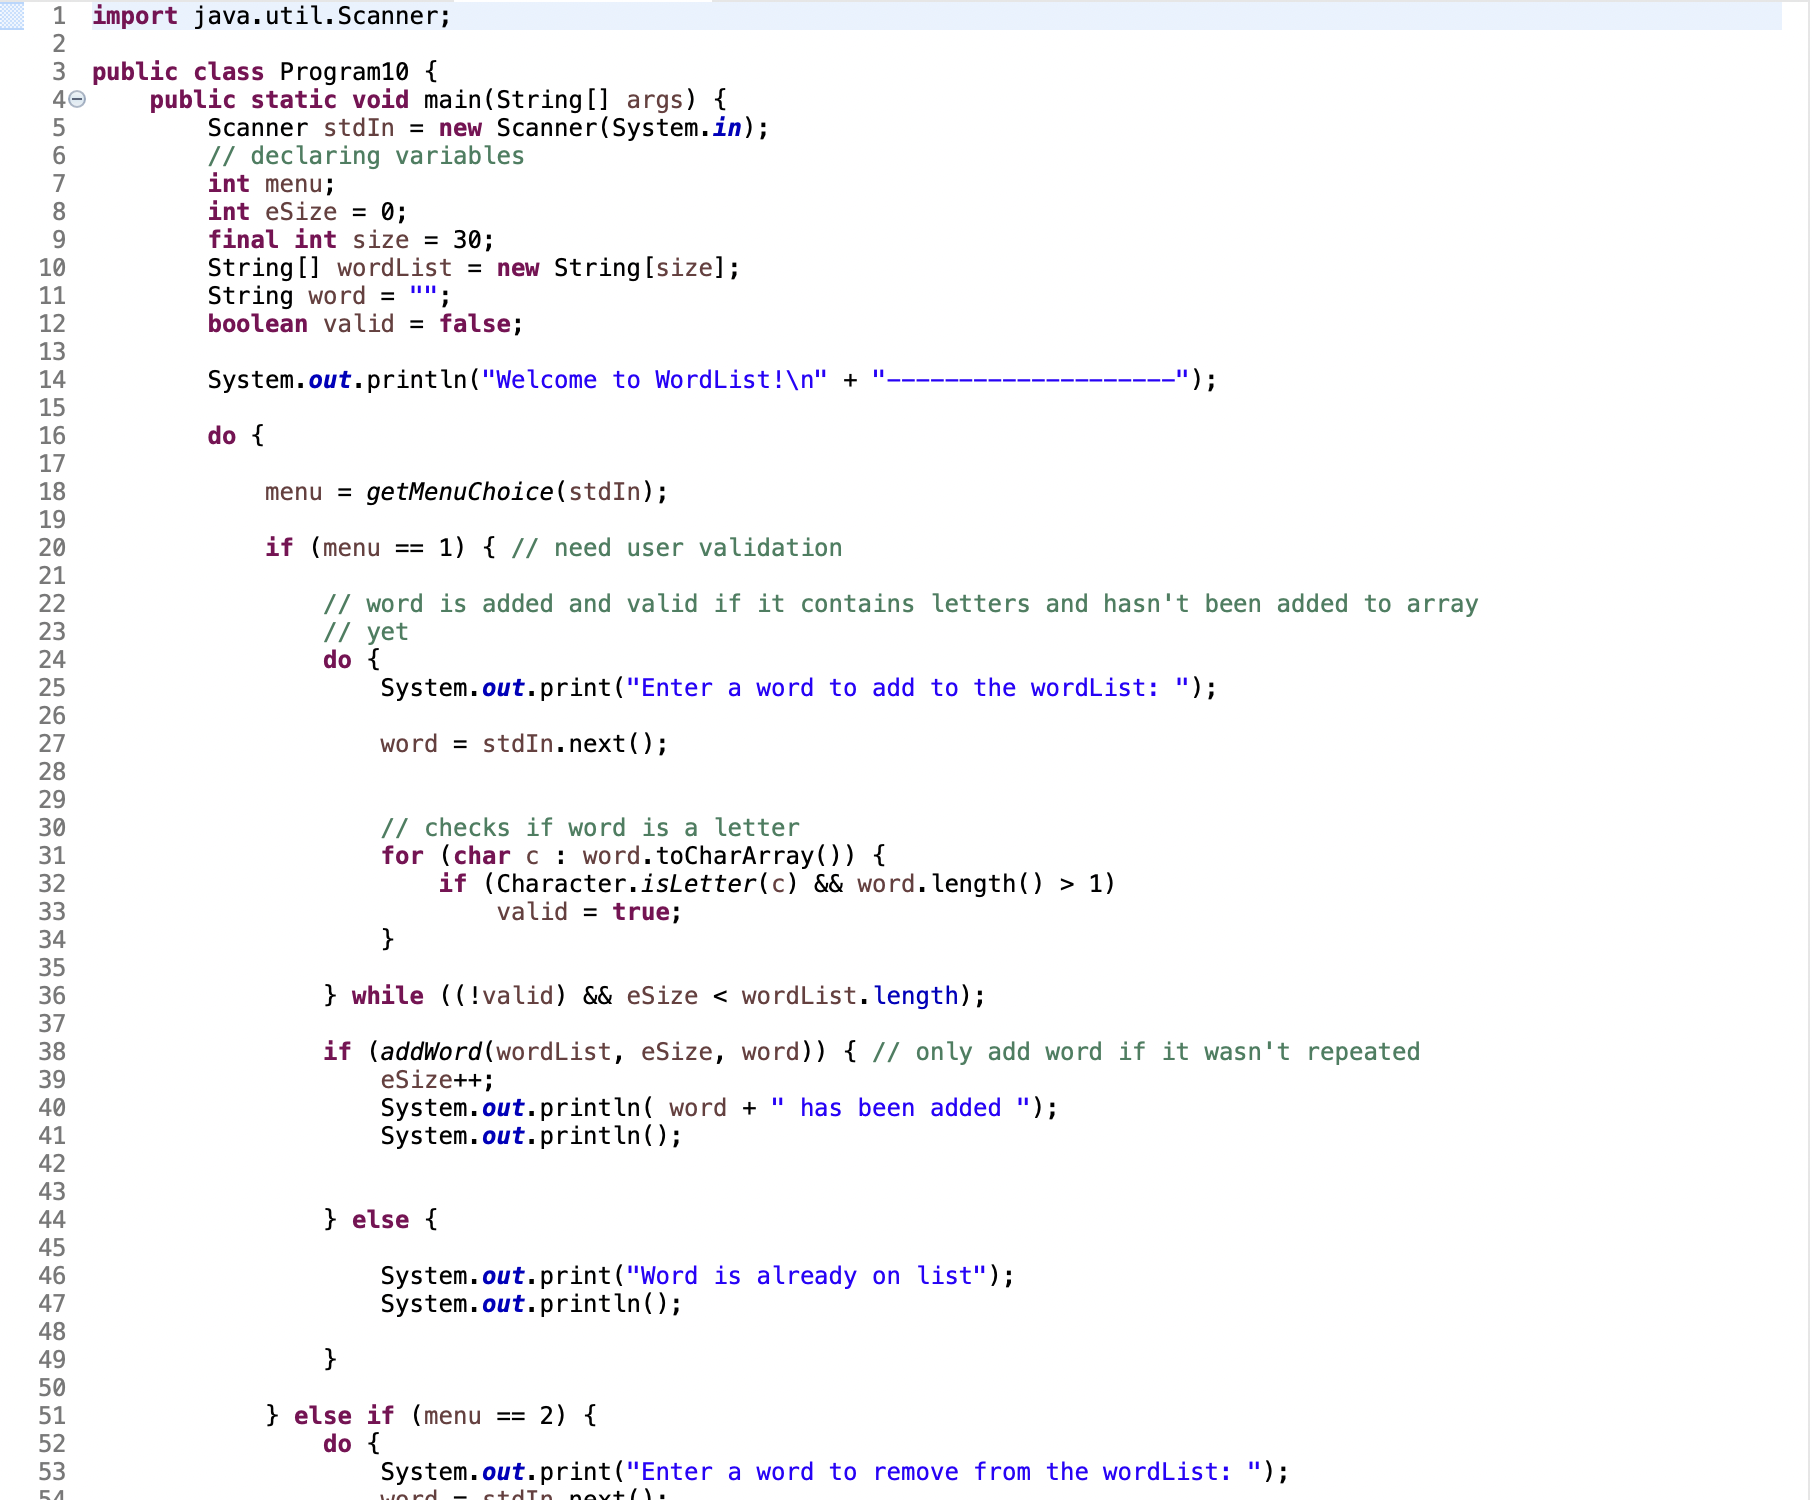 1 import java.util.Scanner;
2
3 public class Program10 {
4 public static void main(String[] args) {
5 Scanner stdIn = new Scanner(System.in);
6 // declaring variables
7 int menu;
8 int eSize = 0;
9 final int size = 30;
10 String[] wordList = new String[size];
11 String word = "";
12 boolean valid = false;
13
14 System.out.println("Welcome to WordList!\n" + "--------------------");
15
16 do {
17
18 menu = getMenuChoice(stdIn);
19
20 if (menu == 1) { // need user validation
21
22 // word is added and valid if it contains letters and hasn't been added to array
23 // yet
24 do {
25 System.out.print("Enter a word to add to the wordList: ");
26
27 word = stdIn.next();
28
29
30 // checks if word is a letter
31 for (char c : word.toCharArray()) {
32 if (Character.isLetter(c) && word.length() > 1)
33 valid = true;
34 }
35
36 } while ((!valid) && eSize < wordList.length);
37
38 if (addWord(wordList, eSize, word)) { // only add word if it wasn't repeated
39 eSize++;
40 System.out.println( word + " has been added ");
41 System.out.println();
42
43
44 } else {
45
46 System.out.print("Word is already on list");
47 System.out.println();
48
49 }
50
51 } else if (menu == 2) {
52 do {
53 System.out.print("Enter a word to remove from the wordList: ");
54 word = stdIn.next();